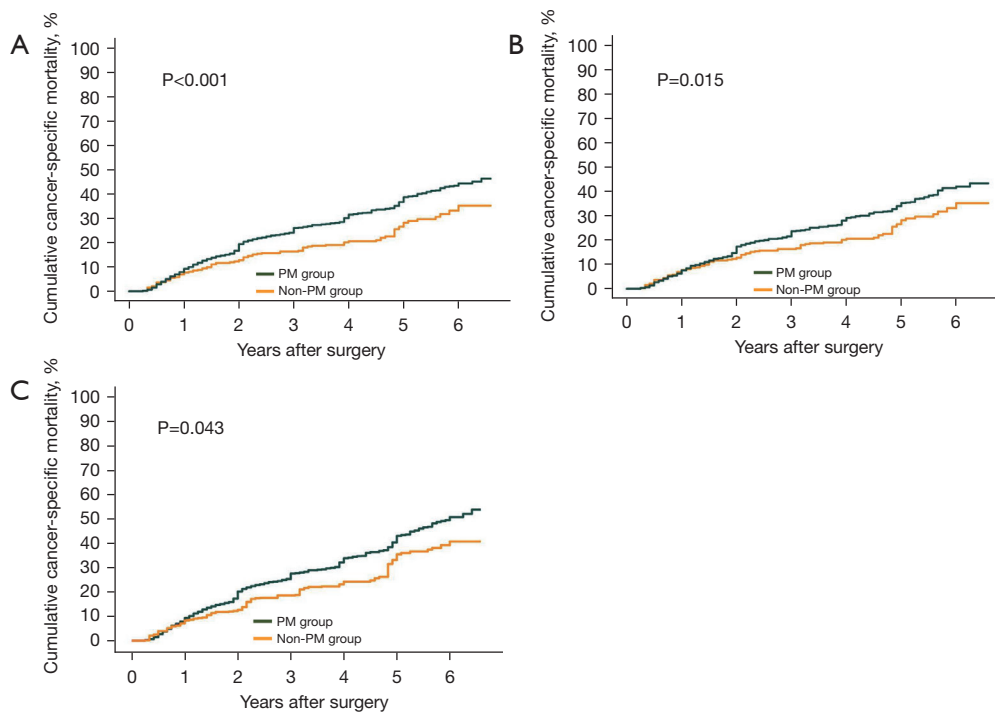 A
Cumulative cancer-specific mortality, %
100
90
80
70
60
50
40
30
20
10
0
P<0.001
PM group
Non-PM group
0 1 2 3 4 5 6
Years after surgery
B
Cumulative cancer-specific mortality, %
100
90
80
70
60
50
40
30
20
10
0
P=0.015
PM group
Non-PM group
0 1 2 3 4 5 6
Years after surgery
C
Cumulative cancer-specific mortality, %
100
90
80
70
60
50
40
30
20
10
0
P=0.043
PM group
Non-PM group
0 1 2 3 4 5 6
Years after surgery